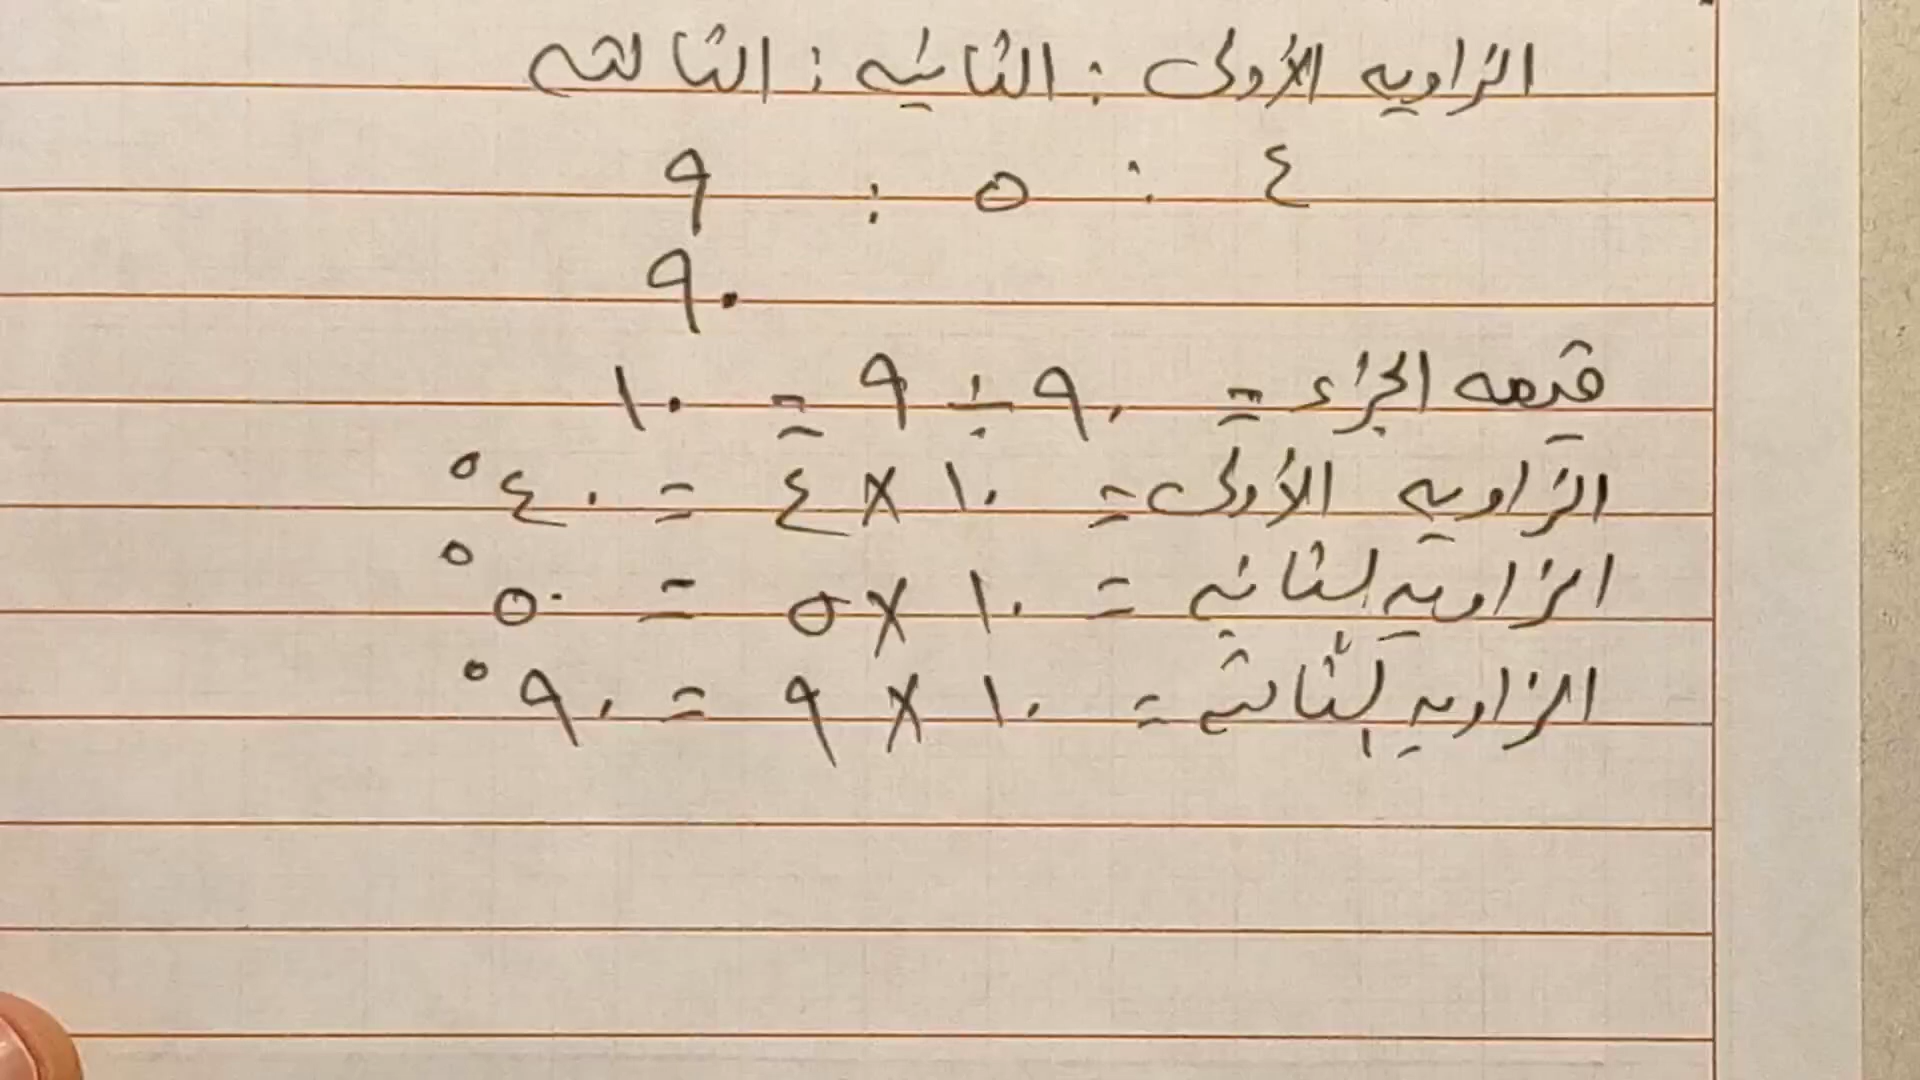 الزاويه الأولى : الثانيه : الثالثه
٤ : ٥ : ٩
٩٠
قيمه الجزء = ٩٠ ÷ ٩ = ١٠
الزاويه الأولى = ١٠ × ٤ = ٤٠°
الزاويه الثانيه = ١٠ × ٥ = ٥٠°
الزاويه الثالثه = ١٠ × ٩ = ٩٠°